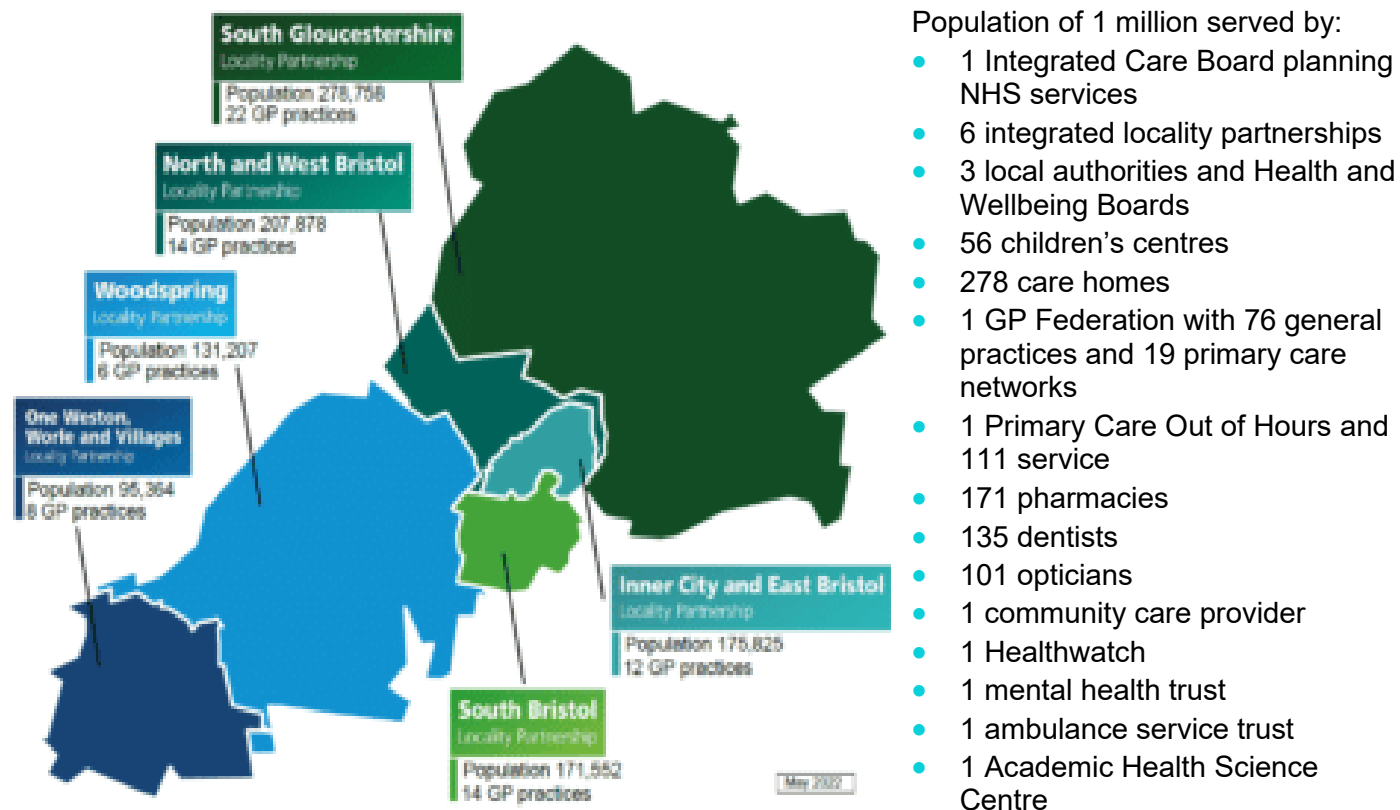 South Gloucestershire
Locality Partnership
Population 278,758
22 GP practices
North and West Bristol
Locality Partnership
Population 207,878
14 GP practices
Woodspring
Locality Partnership
Population 131,207
6 GP practices
One Weston,
Worle and Villages
Locality Partnership
Population 95,364
8 GP practices
Inner City and East Bristol
Locality Partnership
Population 175,825
12 GP practices
South Bristol
Locality Partnership
Population 171,552
14 GP practices
May 2022
Population of 1 million served by:
• 1 Integrated Care Board planning
NHS services
• 6 integrated locality partnerships
• 3 local authorities and Health and
Wellbeing Boards
• 56 children’s centres
• 278 care homes
• 1 GP Federation with 76 general
practices and 19 primary care
networks
• 1 Primary Care Out of Hours and
111 service
• 171 pharmacies
• 135 dentists
• 101 opticians
• 1 community care provider
• 1 Healthwatch
• 1 mental health trust
• 1 ambulance service trust
• 1 Academic Health Science
Centre